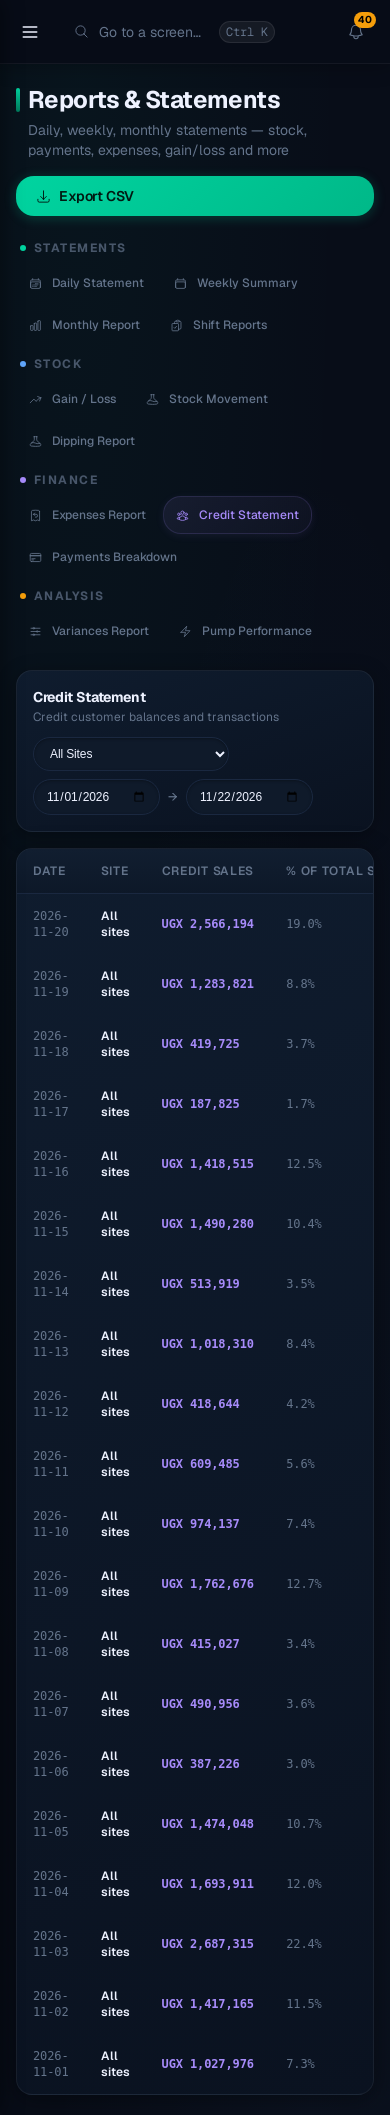 Go to a screen... Ctrl K 40
Reports & Statements
Daily, weekly, monthly statements — stock,
payments, expenses, gain/loss and more
Export CSV
STATEMENTS
Daily Statement Weekly Summary
Monthly Report Shift Reports
STOCK
Gain / Loss Stock Movement
Dipping Report
FINANCE
Expenses Report Credit Statement
Payments Breakdown
ANALYSIS
Variances Report Pump Performance
Credit Statement
Credit customer balances and transactions
All Sites
11/01/2026 → 11/22/2026
DATE SITE CREDIT SALES % OF TOTAL S
2026-
11-20 All
sites UGX 2,566,194 19.0%
2026-
11-19 All
sites UGX 1,283,821 8.8%
2026-
11-18 All
sites UGX 419,725 3.7%
2026-
11-17 All
sites UGX 187,825 1.7%
2026-
11-16 All
sites UGX 1,418,515 12.5%
2026-
11-15 All
sites UGX 1,490,280 10.4%
2026-
11-14 All
sites UGX 513,919 3.5%
2026-
11-13 All
sites UGX 1,018,310 8.4%
2026-
11-12 All
sites UGX 418,644 4.2%
2026-
11-11 All
sites UGX 609,485 5.6%
2026-
11-10 All
sites UGX 974,137 7.4%
2026-
11-09 All
sites UGX 1,762,676 12.7%
2026-
11-08 All
sites UGX 415,027 3.4%
2026-
11-07 All
sites UGX 490,956 3.6%
2026-
11-06 All
sites UGX 387,226 3.0%
2026-
11-05 All
sites UGX 1,474,048 10.7%
2026-
11-04 All
sites UGX 1,693,911 12.0%
2026-
11-03 All
sites UGX 2,687,315 22.4%
2026-
11-02 All
sites UGX 1,417,165 11.5%
2026-
11-01 All
sites UGX 1,027,976 7.3%